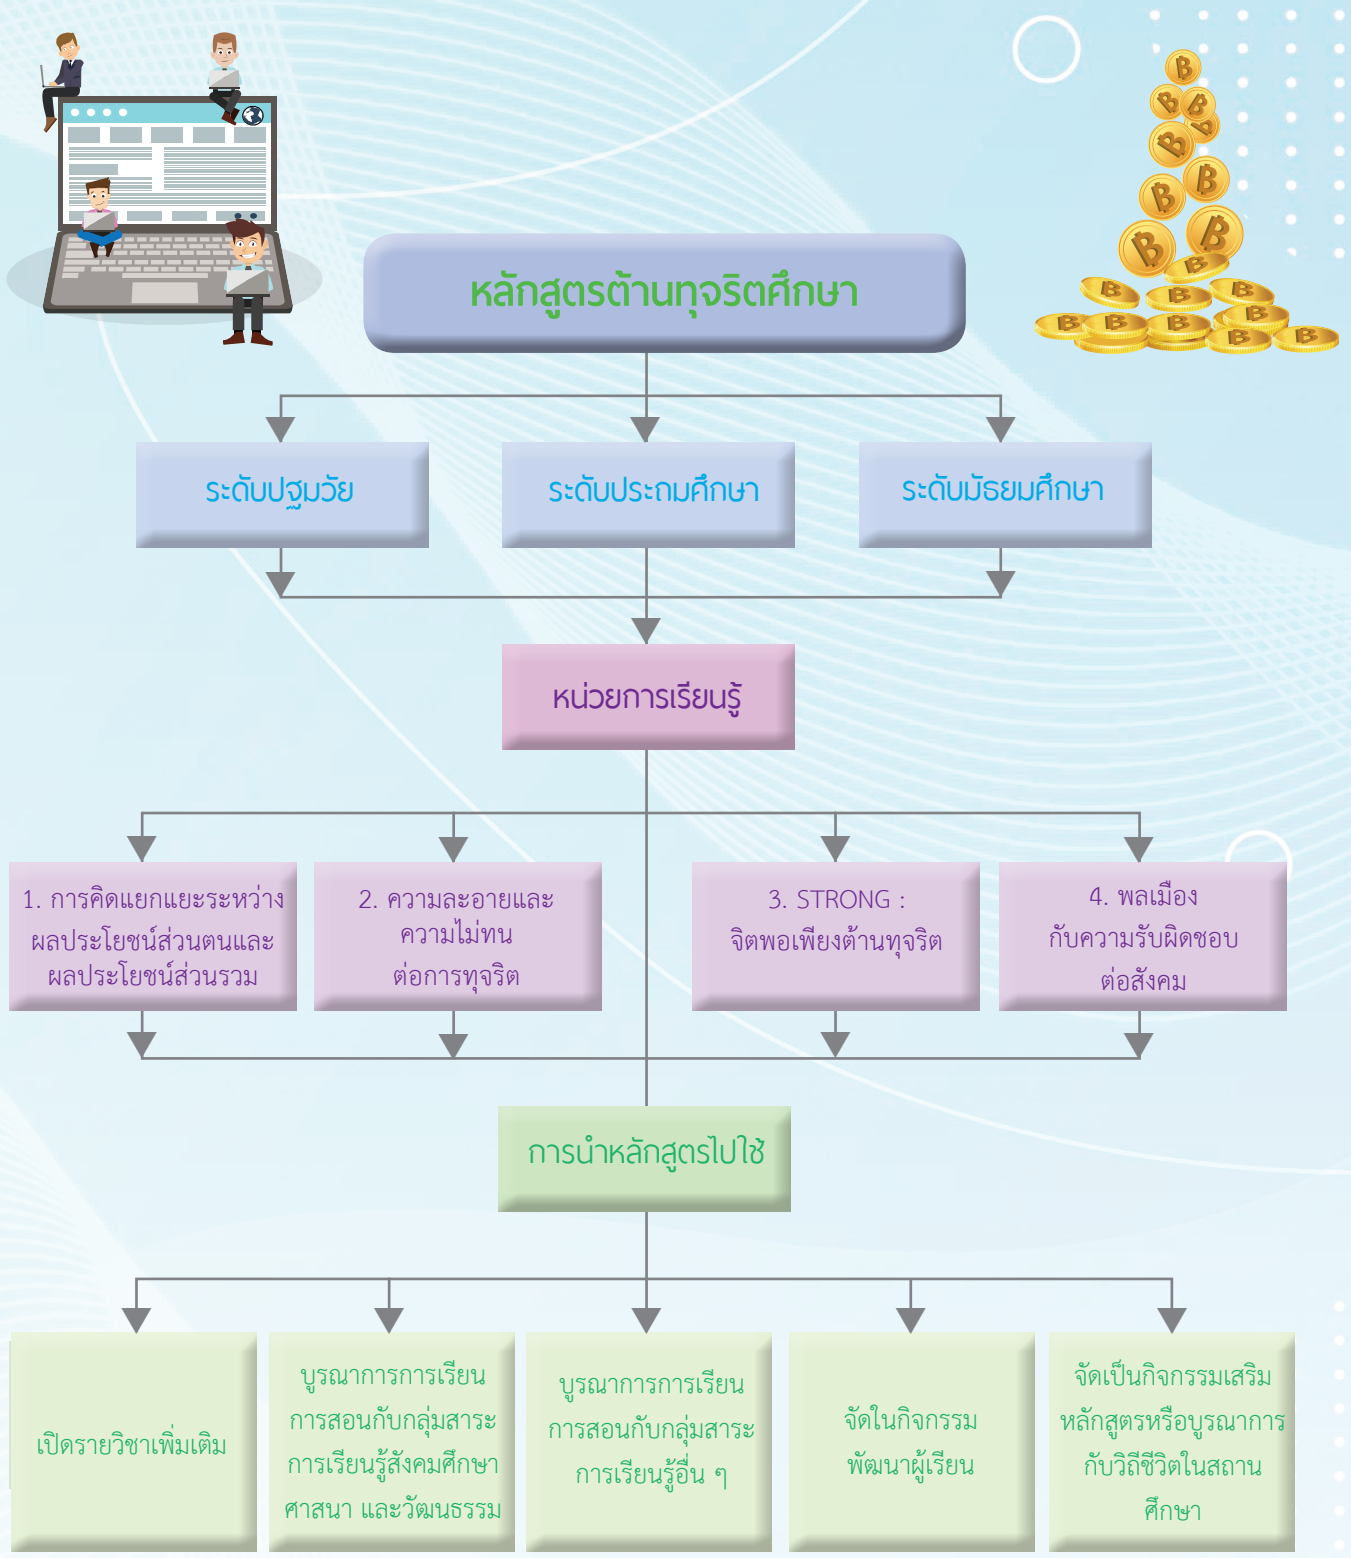 หลักสูตรต้านทุจริตศึกษา
ระดับปฐมวัย
ระดับประถมศึกษา
ระดับมัธยมศึกษา
หน่วยการเรียนรู้
1. การคิดแยกแยะระหว่าง
ผลประโยชน์ส่วนตนและ
ผลประโยชน์ส่วนรวม
2. ความละอายและ
ความไม่ทน
ต่อการทุจริต
3. STRONG :
จิตพอเพียงต้านทุจริต
4. พลเมือง
กับความรับผิดชอบ
ต่อสังคม
การนำหลักสูตรไปใช้
เปิดรายวิชาเพิ่มเติม
บูรณาการการเรียน
การสอนกับกลุ่มสาระ
การเรียนรู้สังคมศึกษา
ศาสนา และวัฒนธรรม
บูรณาการการเรียน
การสอนกับกลุ่มสาระ
การเรียนรู้อื่น ๆ
จัดในกิจกรรม
พัฒนาผู้เรียน
จัดเป็นกิจกรรมเสริม
หลักสูตรหรือบูรณาการ
กับวิถีชีวิตในสถาน
ศึกษา